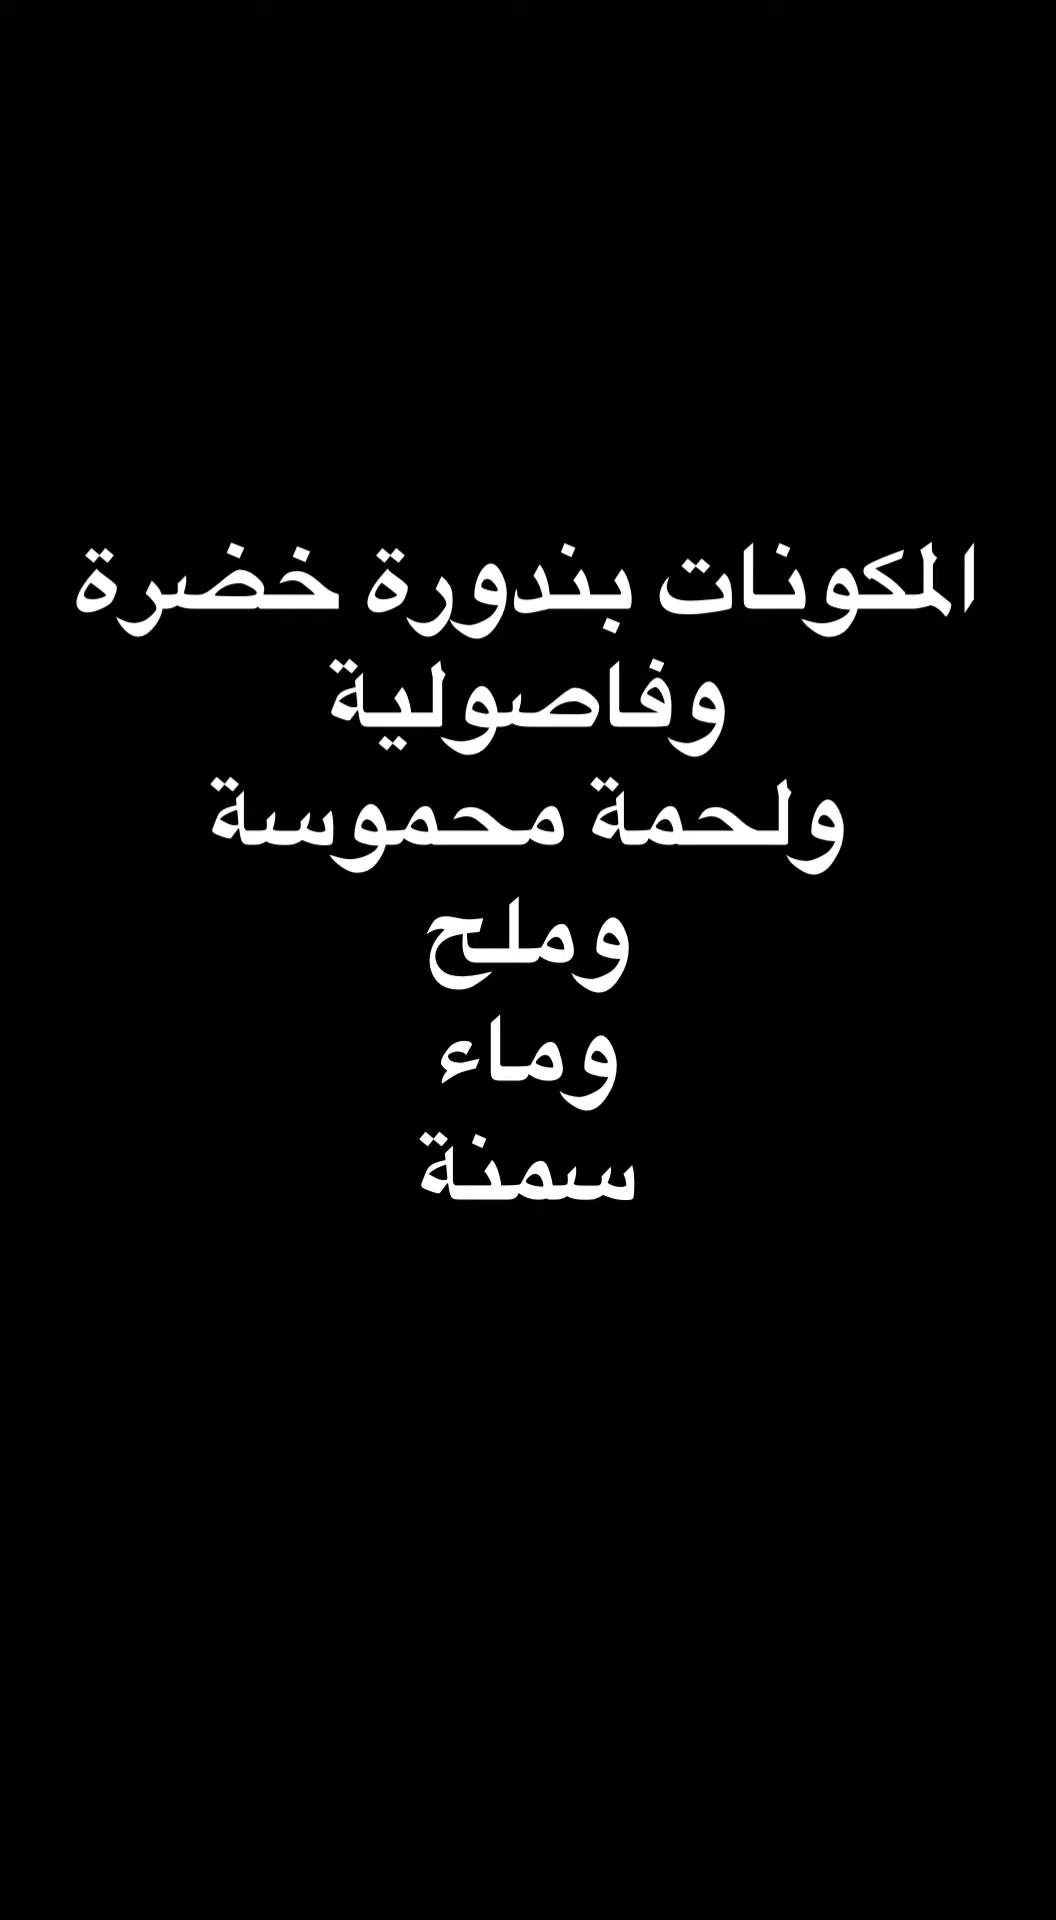 المكونات بندورة خضرة
وفاصولية
ولحمة محموسة
وملح
وماء
سمنة